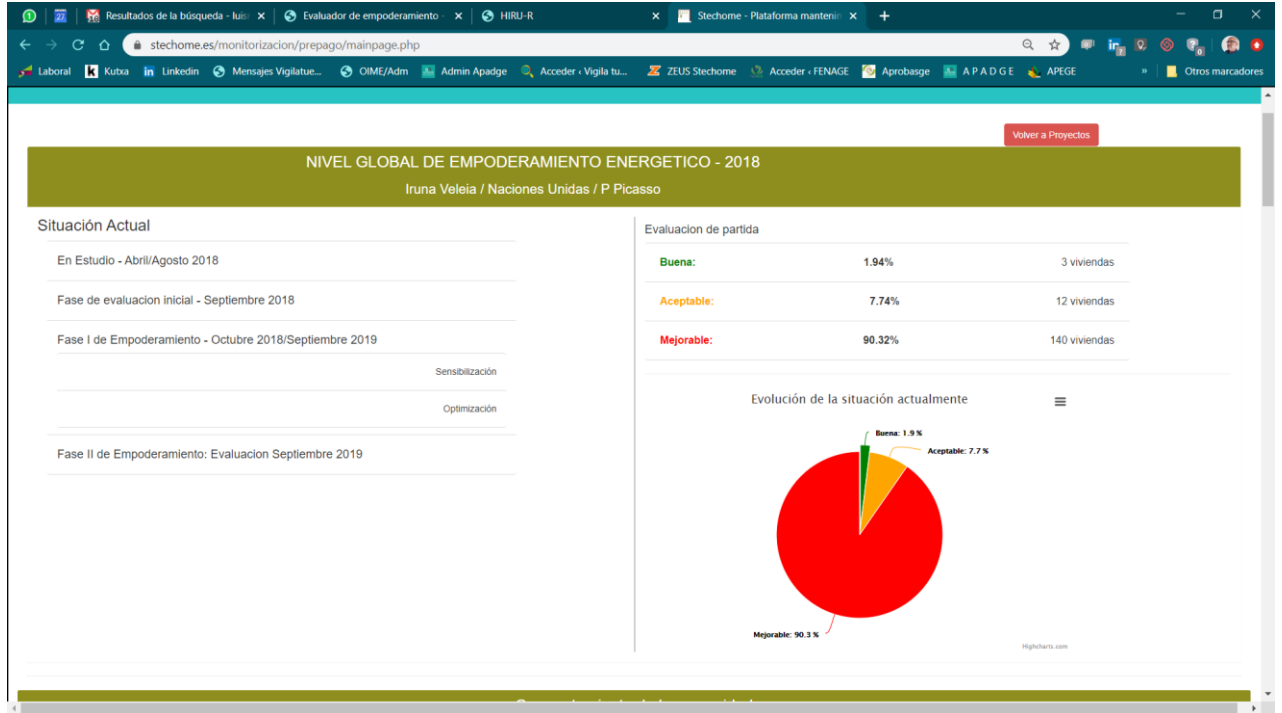 27
Resultados de la búsqueda - luis
Evaluador de empoderamiento -
HIRU-R
Stechome - Plataforma mantenin
stechome.es/monitorizacion/prepago/mainpage.php
Laboral
Kutxa
Linkedin
Mensajes Vigilatue...
OIME/Adm
Admin Apadge
Acceder ‹ Vigila tu...
ZEUS Stechome
Acceder ‹ FENAGE
Aprobasge
A P A D G E
APEGE
»
Otros marcadores
Volver a Proyectos
NIVEL GLOBAL DE EMPODERAMIENTO ENERGETICO - 2018
Iruna Veleia / Naciones Unidas / P Picasso
Situación Actual
En Estudio - Abril/Agosto 2018
Fase de evaluacion inicial - Septiembre 2018
Fase I de Empoderamiento - Octubre 2018/Septiembre 2019
Sensibilización
Optimización
Fase II de Empoderamiento: Evaluacion Septiembre 2019
Evaluacion de partida
Buena: 1.94% 3 viviendas
Aceptable: 7.74% 12 viviendas
Mejorable: 90.32% 140 viviendas
Evolución de la situación actualmente
Buena: 1.9 %
Aceptable: 7.7 %
Mejorable: 90.3 %
Highcharts.com